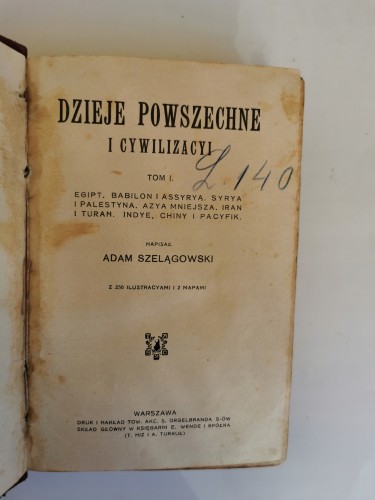 DZIEJE POWSZECHNE
I CYWILIZACYI
L 140
TOM I.
EGIPT, BABILON I ASSYRYA. SYRYA
I PALESTYNA. AZYA MNIEJSZA. IRAN
I TURAN. INDYE, CHINY I PACYFIK.
NAPISAŁ
ADAM SZELĄGOWSKI
Z 250 ILUSTRACYAMI I 2 MAPAMI
WARSZAWA
DRUK I NAKŁAD TOW. AKC. S. ORGELBRANDA S-ÓW
SKŁAD GŁÓWNY W KSIĘGARNI E. WENDE I SPÓŁKA
(T. HIŻ I A. TURKUŁ)